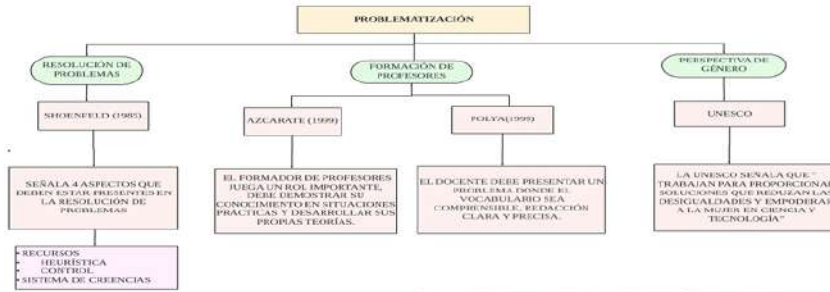 PROBLEMATIZACIÓN
RESOLUCIÓN DE
PROBLEMAS
FORMACIÓN DE
PROFESORES
PERSPECTIVA DE
GÉNERO
SHOENFELD (1985)
AZCARATE (1999)
POLYA(1999)
UNESCO
SEÑALA 4 ASPECTOS QUE
DEBEN ESTAR PRESENTES EN
LA RESOLUCIÓN DE
PROBLEMAS
EL FORMADOR DE PROFESORES
JUEGA UN ROL IMPORTANTE,
DEBE DEMOSTRAR SU
CONOCIMIENTO EN SITUACIONES
PRÁCTICAS Y DESARROLLAR SUS
PROPIAS TEORÍAS.
EL DOCENTE DEBE PRESENTAR UN
PROBLEMA DONDE EL
VOCABULARIO SEA
COMPRENSIBLE, REDACCIÓN
CLARA Y PRECISA.
LA UNESCO SEÑALA QUE "
TRABAJAN PARA PROPORCIONAR
SOLUCIONES QUE REDUZCAN LAS
DESIGUALDADES Y EMPODERAR
A LA MUJER EN CIENCIA Y
TECNOLOGÍA"
• RECURSOS
• HEURÍSTICA
• CONTROL
• SISTEMA DE CREENCIAS